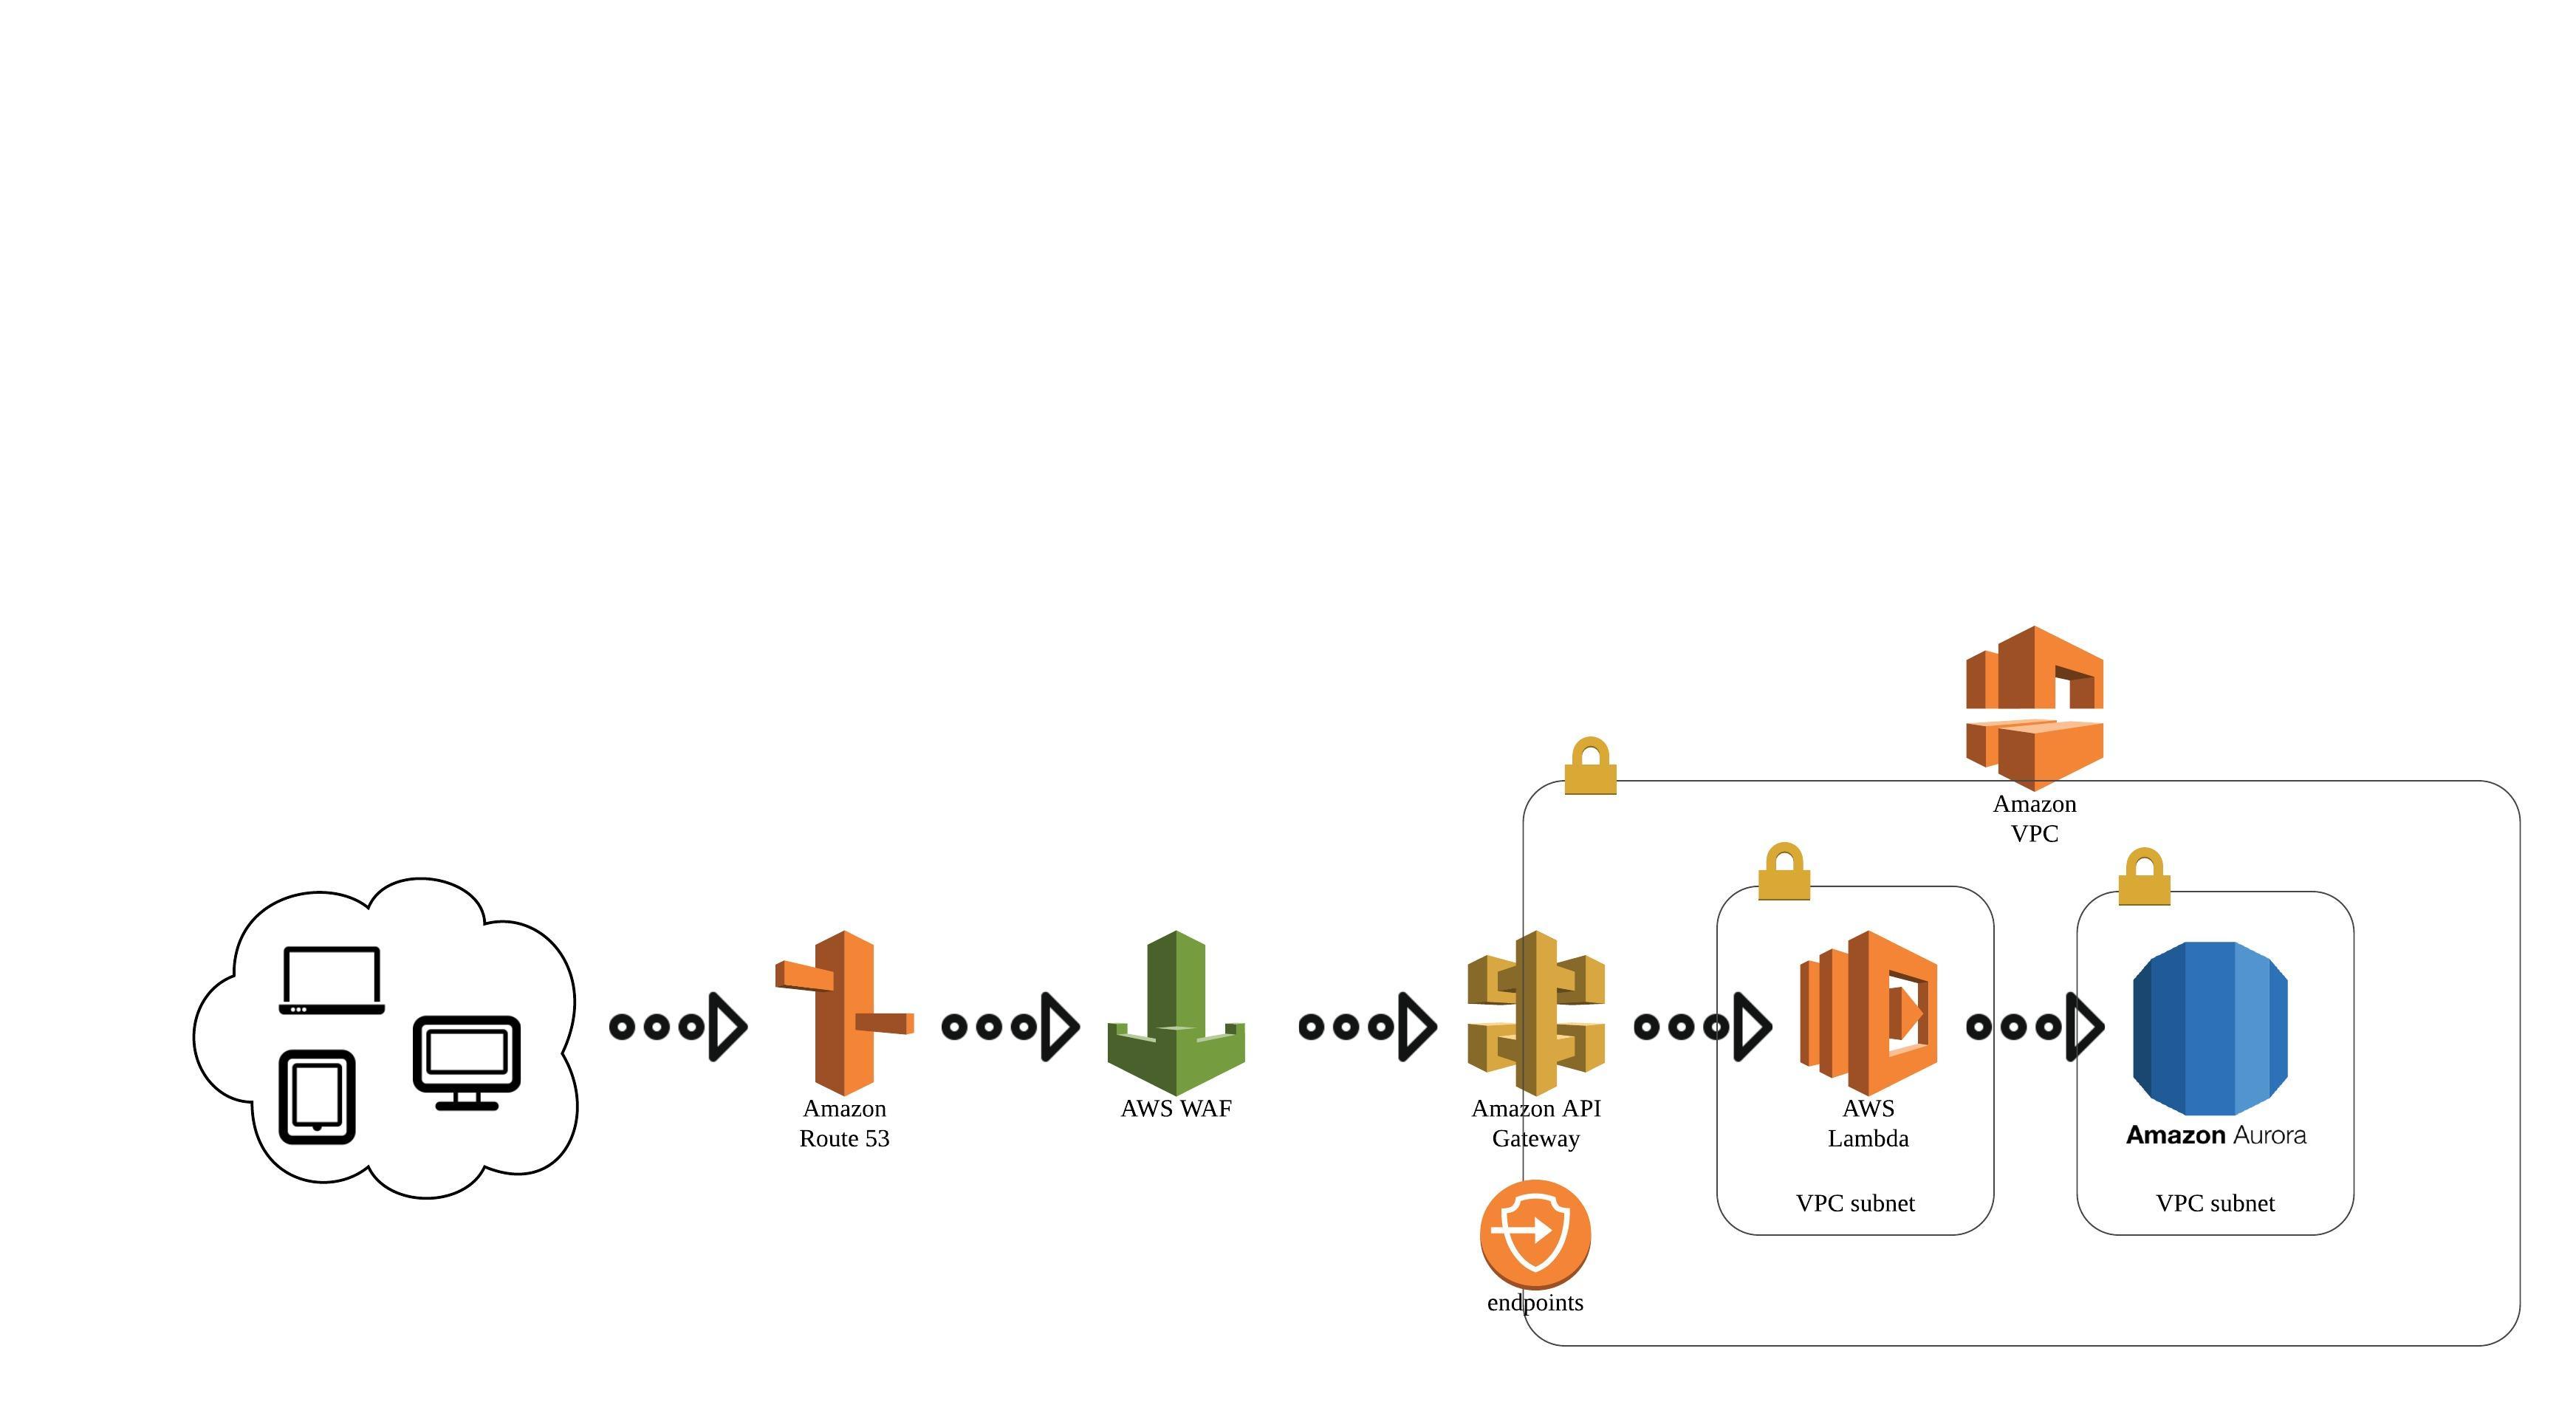 Amazon
VPC
Amazon
Route 53
AWS WAF
Amazon API
Gateway
AWS
Lambda
Amazon Aurora
VPC subnet
VPC subnet
endpoints